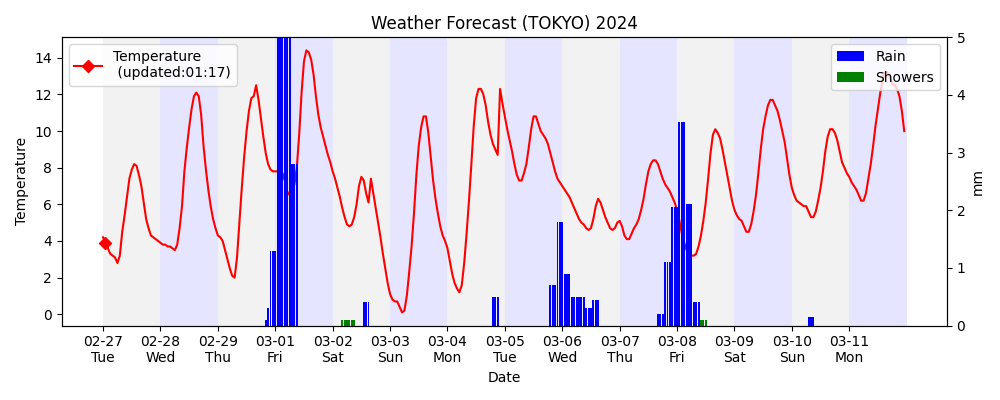 Weather Forecast (TOKYO) 2024
Temperature
(updated:01:17)
Rain
Showers
Temperature
14
12
10
8
6
4
2
0
5
4
3
2
1
0
mm
02-27 02-28 02-29 03-01 03-02 03-03 03-04 03-05 03-06 03-07 03-08 03-09 03-10 03-11
Tue Wed Thu Fri Sat Sun Mon Tue Wed Thu Fri Sat Sun Mon
Date